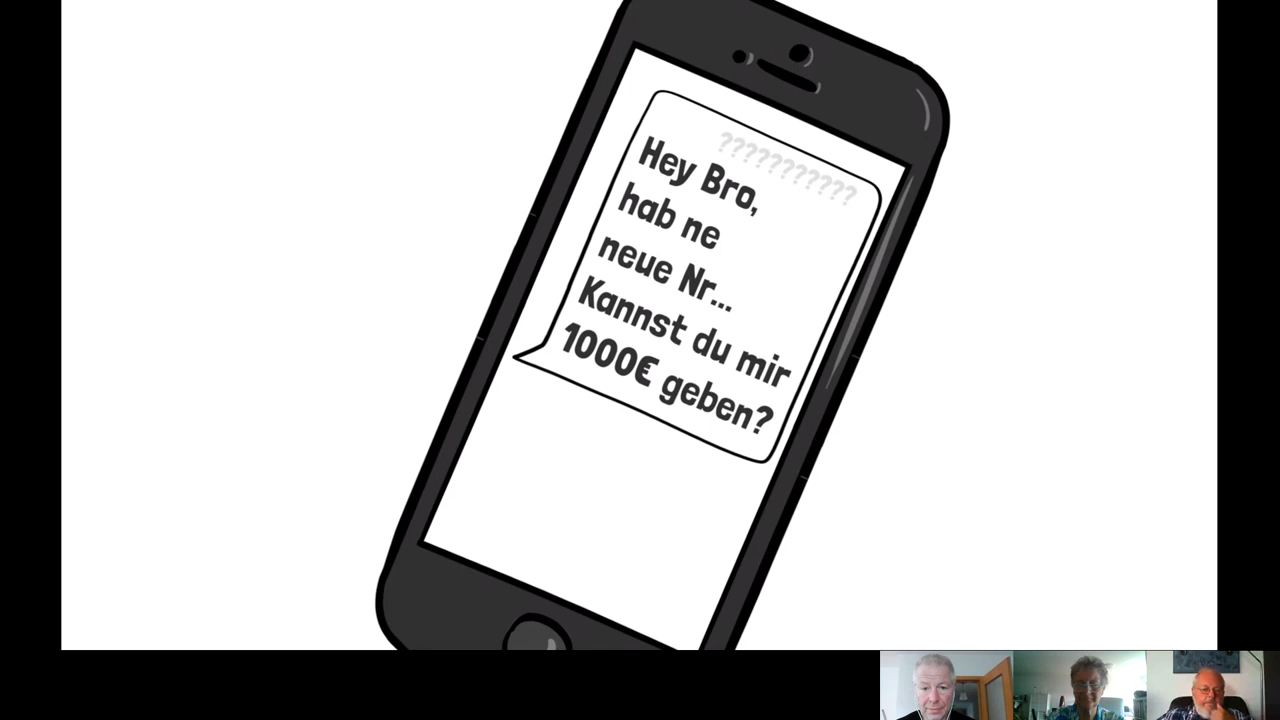 ???????????
Hey Bro,
hab ne
neue Nr...
Kannst du mir
1000€ geben?